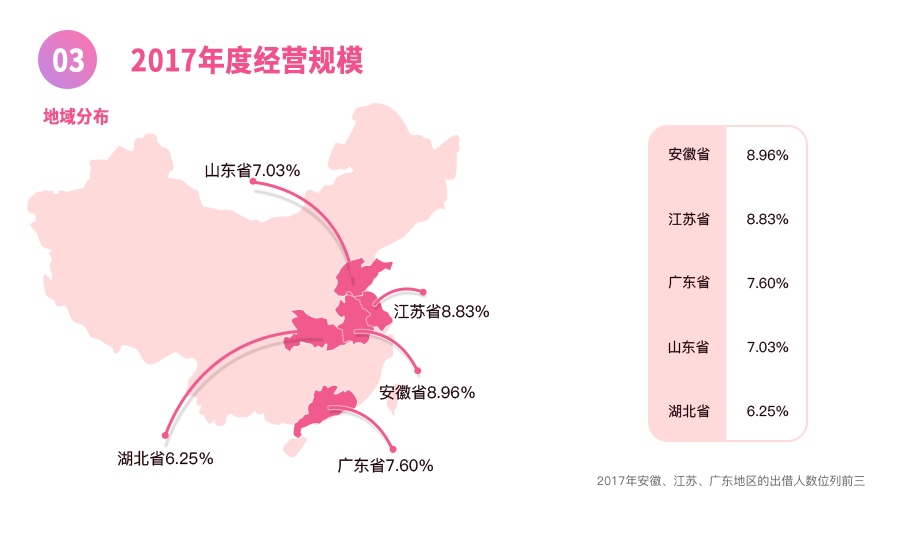 03 2017年度经营规模
地域分布
山东省7.03%
江苏省8.83%
安徽省8.96%
湖北省6.25%
广东省7.60%
安徽省 8.96%
江苏省 8.83%
广东省 7.60%
山东省 7.03%
湖北省 6.25%
2017年安徽、江苏、广东地区的出借人数位列前三